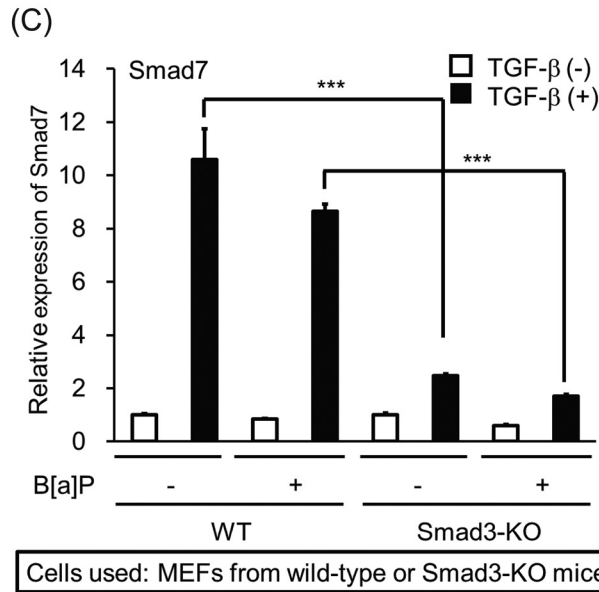 (C)
Smad7
TGF-β (-)
TGF-β (+)
***
***
Relative expression of Smad7
14
12
10
8
6
4
2
0
B[a]P - + - +
WT Smad3-KO
Cells used: MEFs from wild-type or Smad3-KO mice